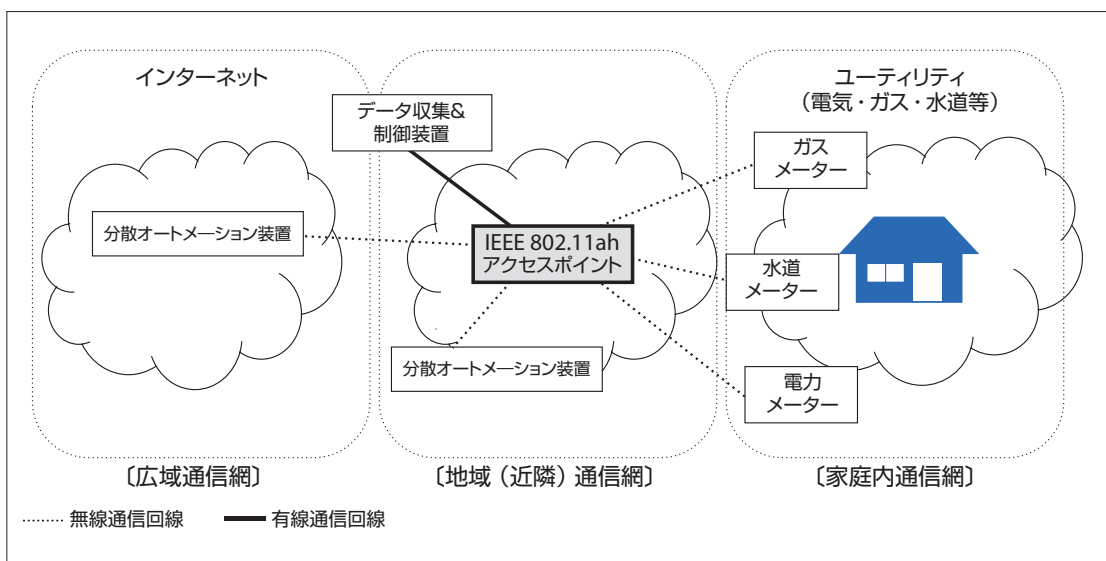 インターネット
データ収集&
制御装置
ユーティリティ
（電気・ガス・水道等）
ガス
メーター
分散オートメーション装置
IEEE 802.11ah
アクセスポイント
水道
メーター
分散オートメーション装置
電力
メーター
〔広域通信網〕
〔地域（近隣）通信網〕
〔家庭内通信網〕
無線通信回線
有線通信回線